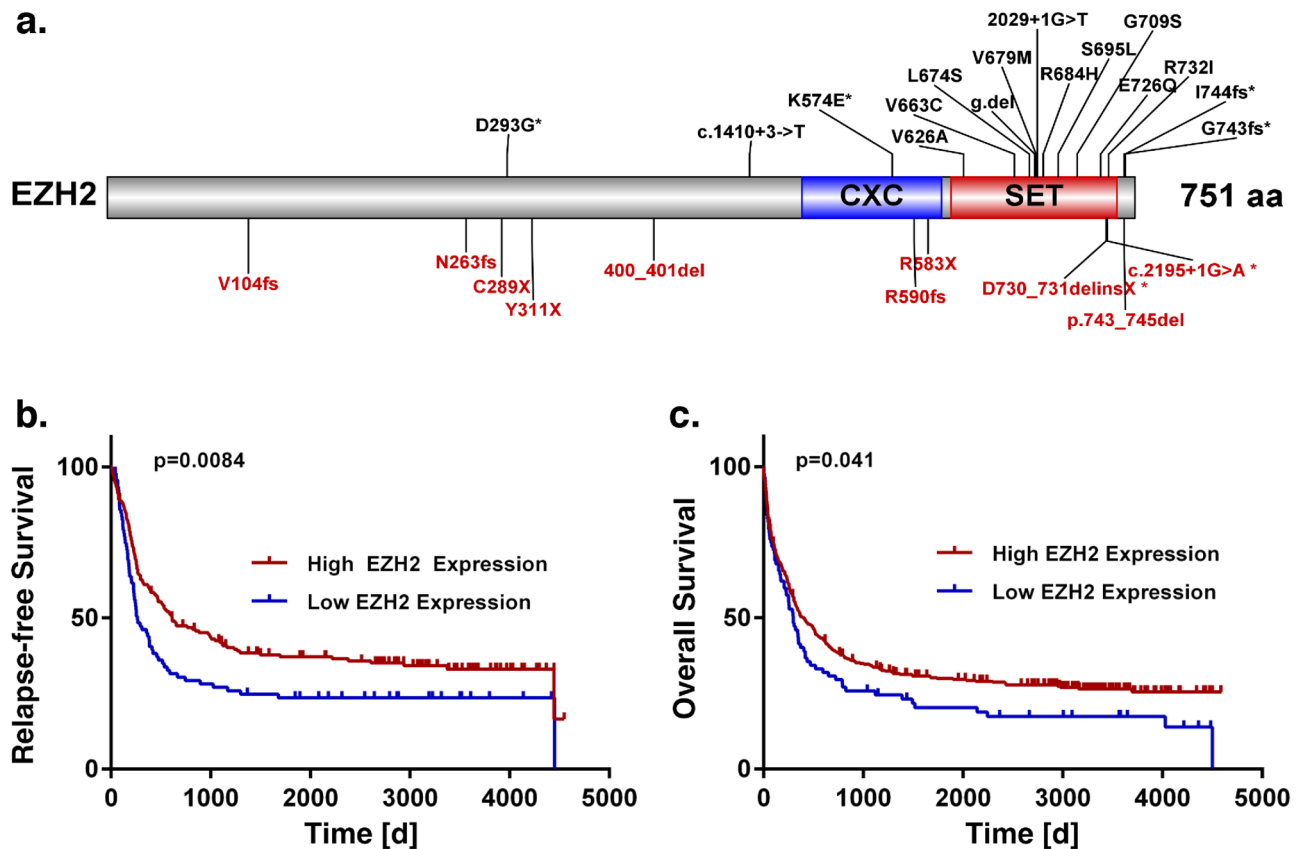 a.
2029+1G>T
G709S
V679M
S695L
L674S
R684H
R732I
K574E*
V663C
g.del
E726Q
I744fs*
D293G*
c.1410+3->T
V626A
G743fs*
EZH2
CXC
SET
751 aa
V104fs
N263fs
400_401del
R583X
c.2195+1G>A *
C289X
R590fs
D730_731delinsX *
Y311X
p.743_745del
b.
p=0.0084
Relapse-free Survival
100
50
0
High EZH2 Expression
Low EZH2 Expression
0 1000 2000 3000 4000 5000
Time [d]
c.
p=0.041
Overall Survival
100
50
0
High EZH2 Expression
Low EZH2 Expression
0 1000 2000 3000 4000 5000
Time [d]